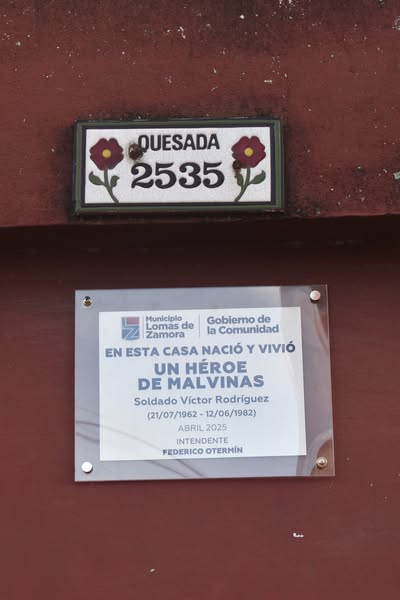 QUESADA
2535
Municipio
Lomas de
Zamora
Gobierno de
la Comunidad
EN ESTA CASA NACIÓ Y VIVIÓ
UN HÉROE
DE MALVINAS
Soldado Víctor Rodríguez
(21/07/1962 - 12/06/1982)
ABRIL 2025
INTENDENTE
FEDERICO OTERMÍN